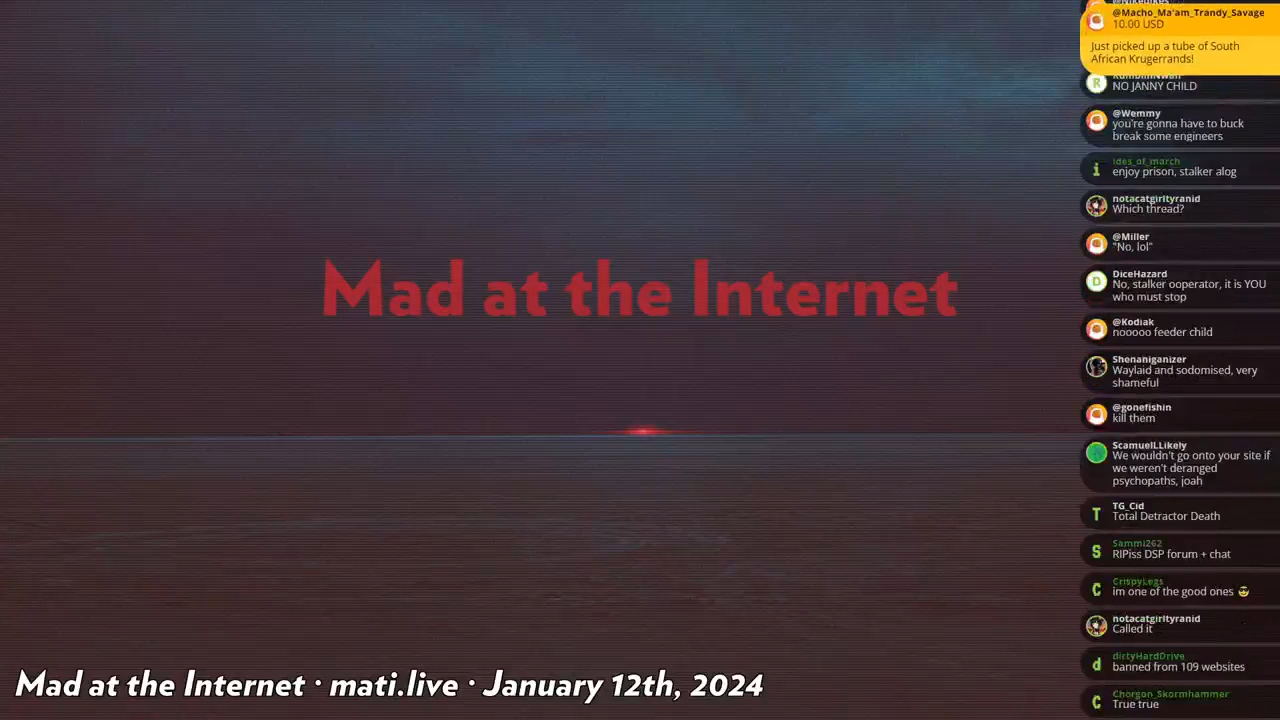 Mad at the Internet
Mad at the Internet · mati.live · January 12th, 2024
@Macho_Ma'am_Trandy_Savage
10.00 USD
Just picked up a tube of South
African Krugerrands!
NO JANNY CHILD
@Wemmy
you're gonna have to buck
break some engineers
ides_of_march
enjoy prison, stalker alog
notacatgirltyranid
Which thread?
@Miller
"No, lol"
DiceHazard
No, stalker ooperator, it is YOU
who must stop
@Kodiak
nooooo feeder child
Shenaniganizer
Waylaid and sodomised, very
shameful
@gonefishin
kill them
ScamuelLLikely
We wouldn't go onto your site if
we weren't deranged
psychopaths, joah
TG_Cid
Total Detractor Death
Sammi262
RIPiss DSP forum + chat
CrispyLegs
im one of the good ones 😎
notacatgirltyranid
Called it
dirtyHardDrive
banned from 109 websites
Chorgon_Skormhammer
True true